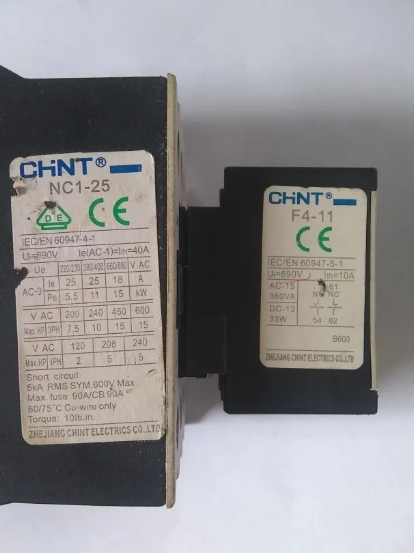 CHNT®
NC1-25
VDE CE
IEC/EN 60947-4-1
Ui=690V Ie(AC-1)=Ith=40A
Ue 220/230 380/400 660/690 V AC
AC-3 Ie 25 25 18 A
Pe 5.5 11 15 kW
V AC 200 240 480 600
Max.HP 3PH 7.5 10 15 15
V AC 120 208 240
Max.HP 1PH 2 5 5
Short circuit
5kA RMS SYM.600V Max
Max. fuse 90A/CB 90A
60/75°C Cu-wire only
Torque: 10lb.in.
ZHEJIANG CHINT ELECTRICS CO.,LTD
CHNT®
F4-11
CE
IEC/EN 60947-5-1
Ui=690V Ith=10A
AC-15 61
360VA NC
DC-13
33W 54 62
B600
ZHEJIANG CHINT ELECTRICS CO.,LTD